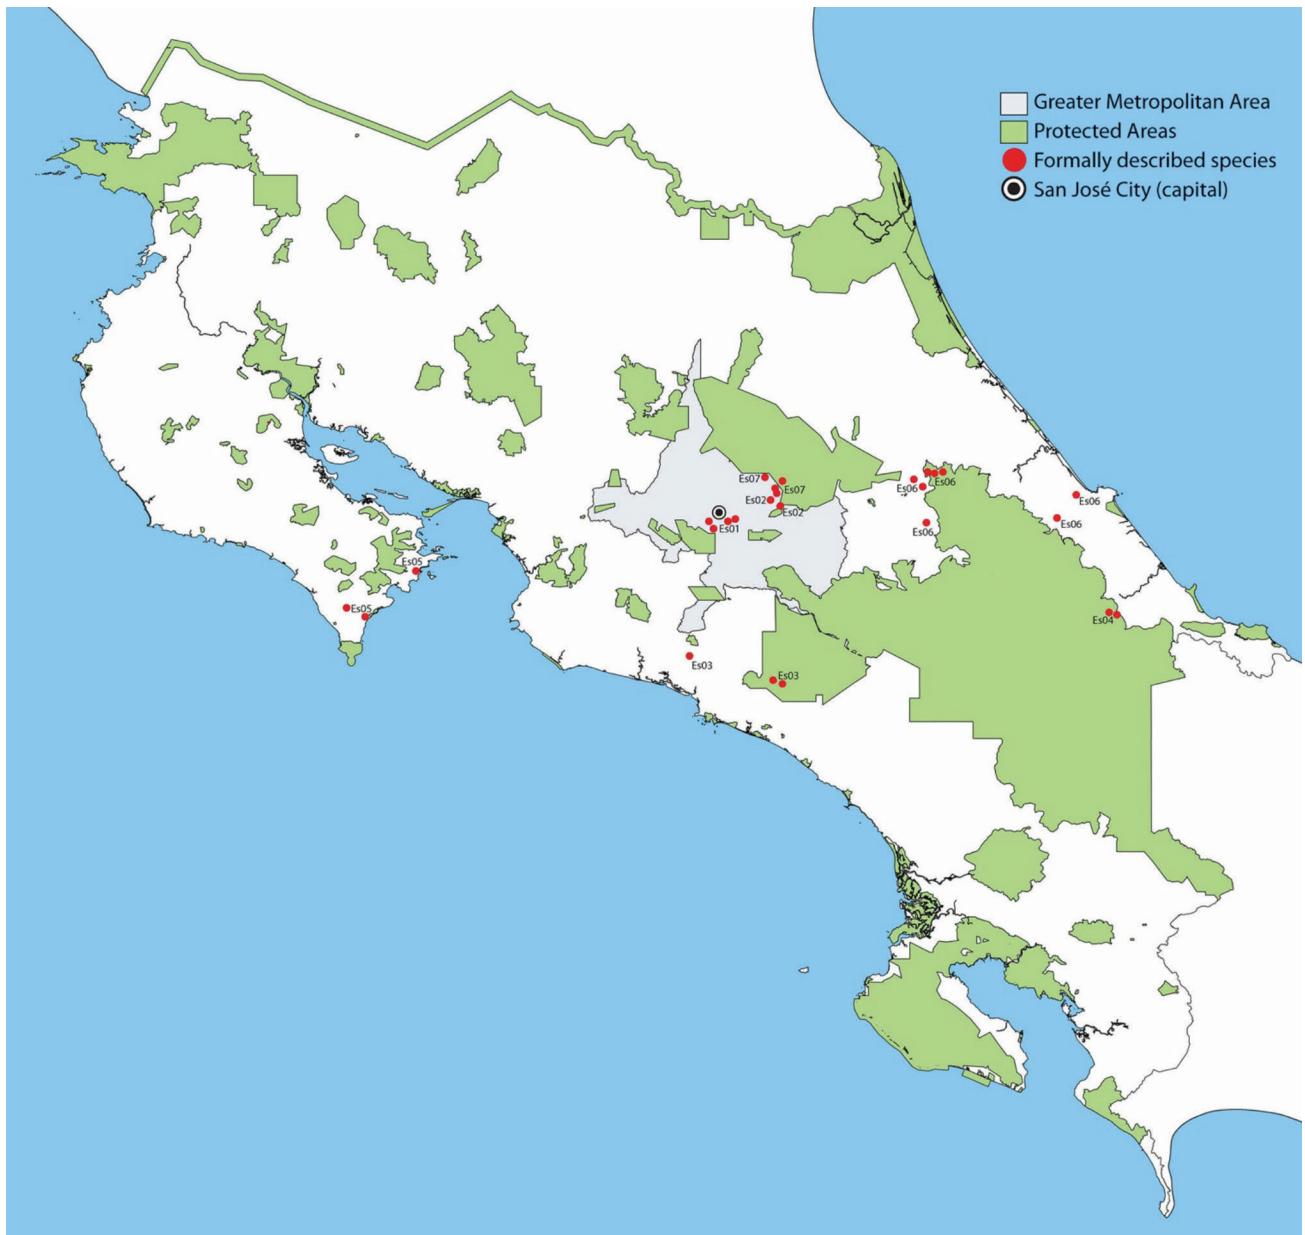 Greater Metropolitan Area
Protected Areas
Formally described species
San José City (capital)
Es07
Es07
Es02
Es02
Es01
Es06
Es06
Es06
Es06
Es06
Es05
Es05
Es04
Es03
Es03